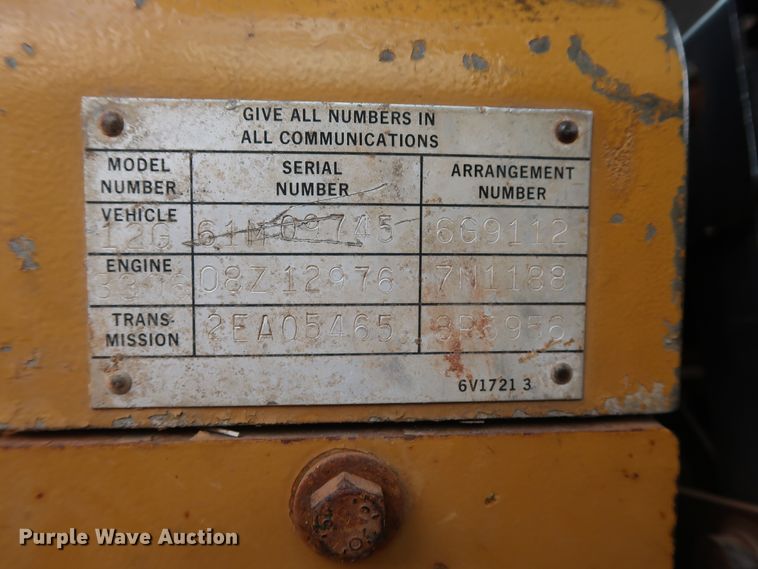 GIVE ALL NUMBERS IN
ALL COMMUNICATIONS
MODEL NUMBER SERIAL NUMBER ARRANGEMENT NUMBER
VEHICLE 12G 61M09745 6G9112
ENGINE 08Z12976 7N1188
TRANS-
MISSION 2EA05465
6V1721 3
Purple Wave Auction